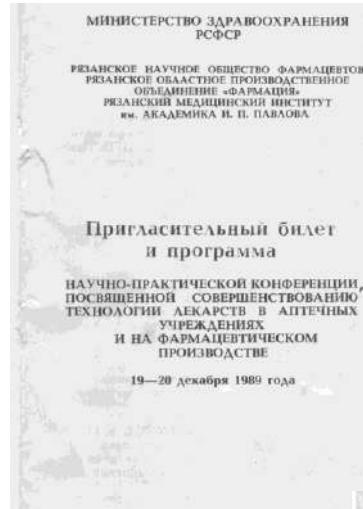 МИНИСТЕРСТВО ЗДРАВООХРАНЕНИЯ
РСФСР
РЯЗАНСКОЕ НАУЧНОЕ ОБЩЕСТВО ФАРМАЦЕВТОВ
РЯЗАНСКОЕ ОБЛАСТНОЕ ПРОИЗВОДСТВЕННОЕ
ОБЪЕДИНЕНИЕ «ФАРМАЦИЯ»
РЯЗАНСКИЙ МЕДИЦИНСКИЙ ИНСТИТУТ
им. АКАДЕМИКА И. П. ПАВЛОВА
Пригласительный билет
и программа
НАУЧНО-ПРАКТИЧЕСКОЙ КОНФЕРЕНЦИИ,
ПОСВЯЩЕННОЙ СОВЕРШЕНСТВОВАНИЮ
ТЕХНОЛОГИИ ЛЕКАРСТВ В АПТЕЧНЫХ
УЧРЕЖДЕНИЯХ
И НА ФАРМАЦЕВТИЧЕСКОМ
ПРОИЗВОДСТВЕ
19—20 декабря 1989 года